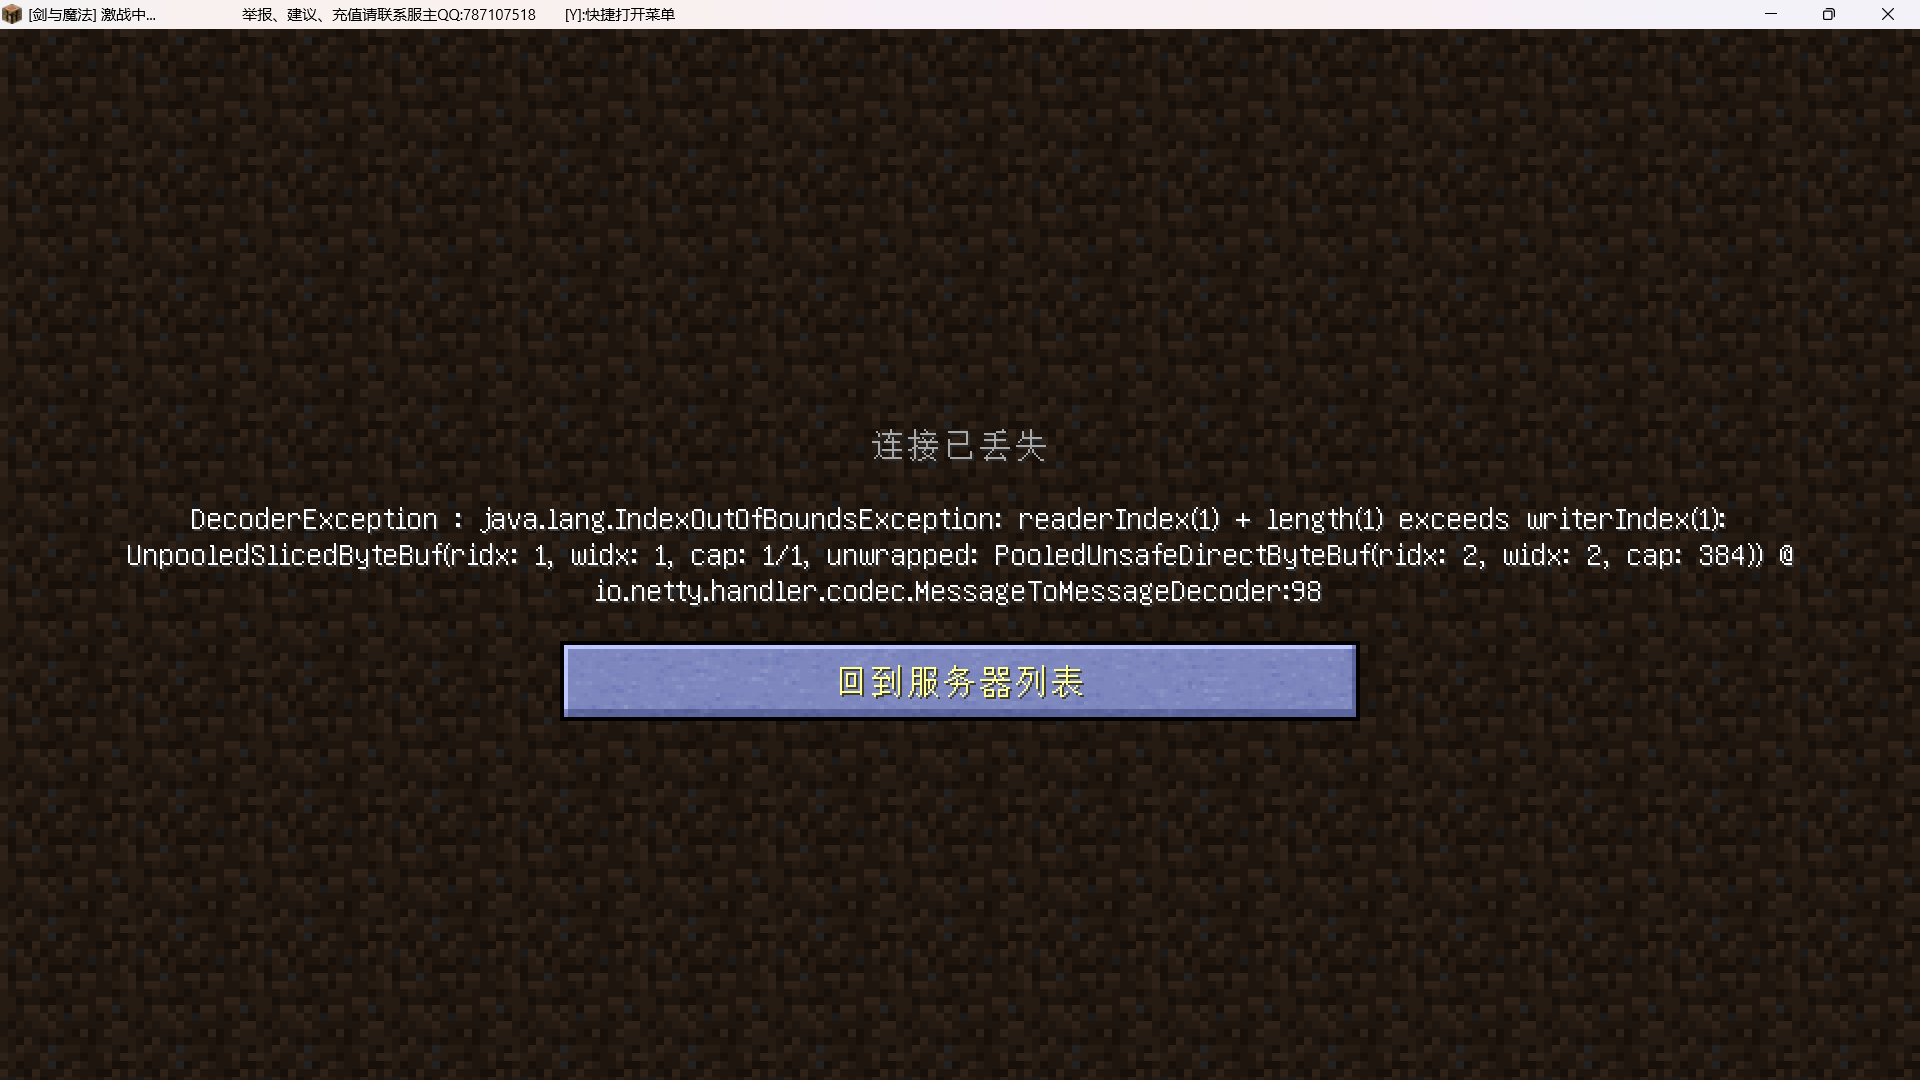 [剑与魔法] 激战中... 举报、建议、充值请联系服主QQ:787107518 [Y]:快捷打开菜单
连接已丢失
DecoderException : java.lang.IndexOutOfBoundsException: readerIndex(1) + length(1) exceeds writerIndex(1):
UnpooledSlicedByteBuf(ridx: 1, widx: 1, cap: 1/1, unwrapped: PooledUnsafeDirectByteBuf(ridx: 2, widx: 2, cap: 384)) @
io.netty.handler.codec.MessageToMessageDecoder:98
回到服务器列表